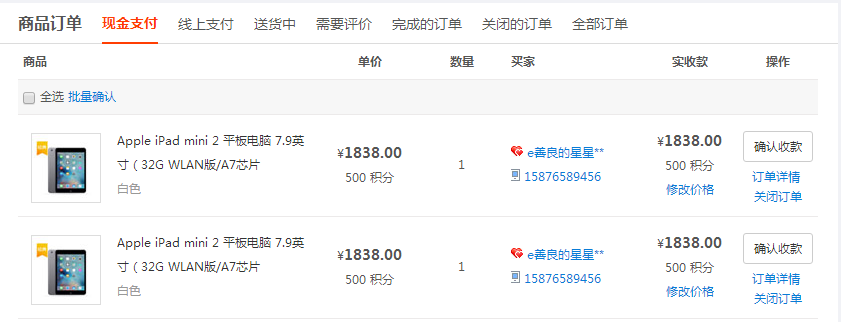 商品订单 现金支付 线上支付 送货中 需要评价 完成的订单 关闭的订单 全部订单
商品 单价 数量 买家 实收款 操作
全选 批量确认
Apple iPad mini 2 平板电脑 7.9英
寸 ( 32G WLAN版/A7芯片
白色
¥1838.00
500 积分
1
e善良的星星**
15876589456
¥1838.00
500 积分
修改价格
确认收款
订单详情
关闭订单
Apple iPad mini 2 平板电脑 7.9英
寸 ( 32G WLAN版/A7芯片
白色
¥1838.00
500 积分
1
e善良的星星**
15876589456
¥1838.00
500 积分
修改价格
确认收款
订单详情
关闭订单